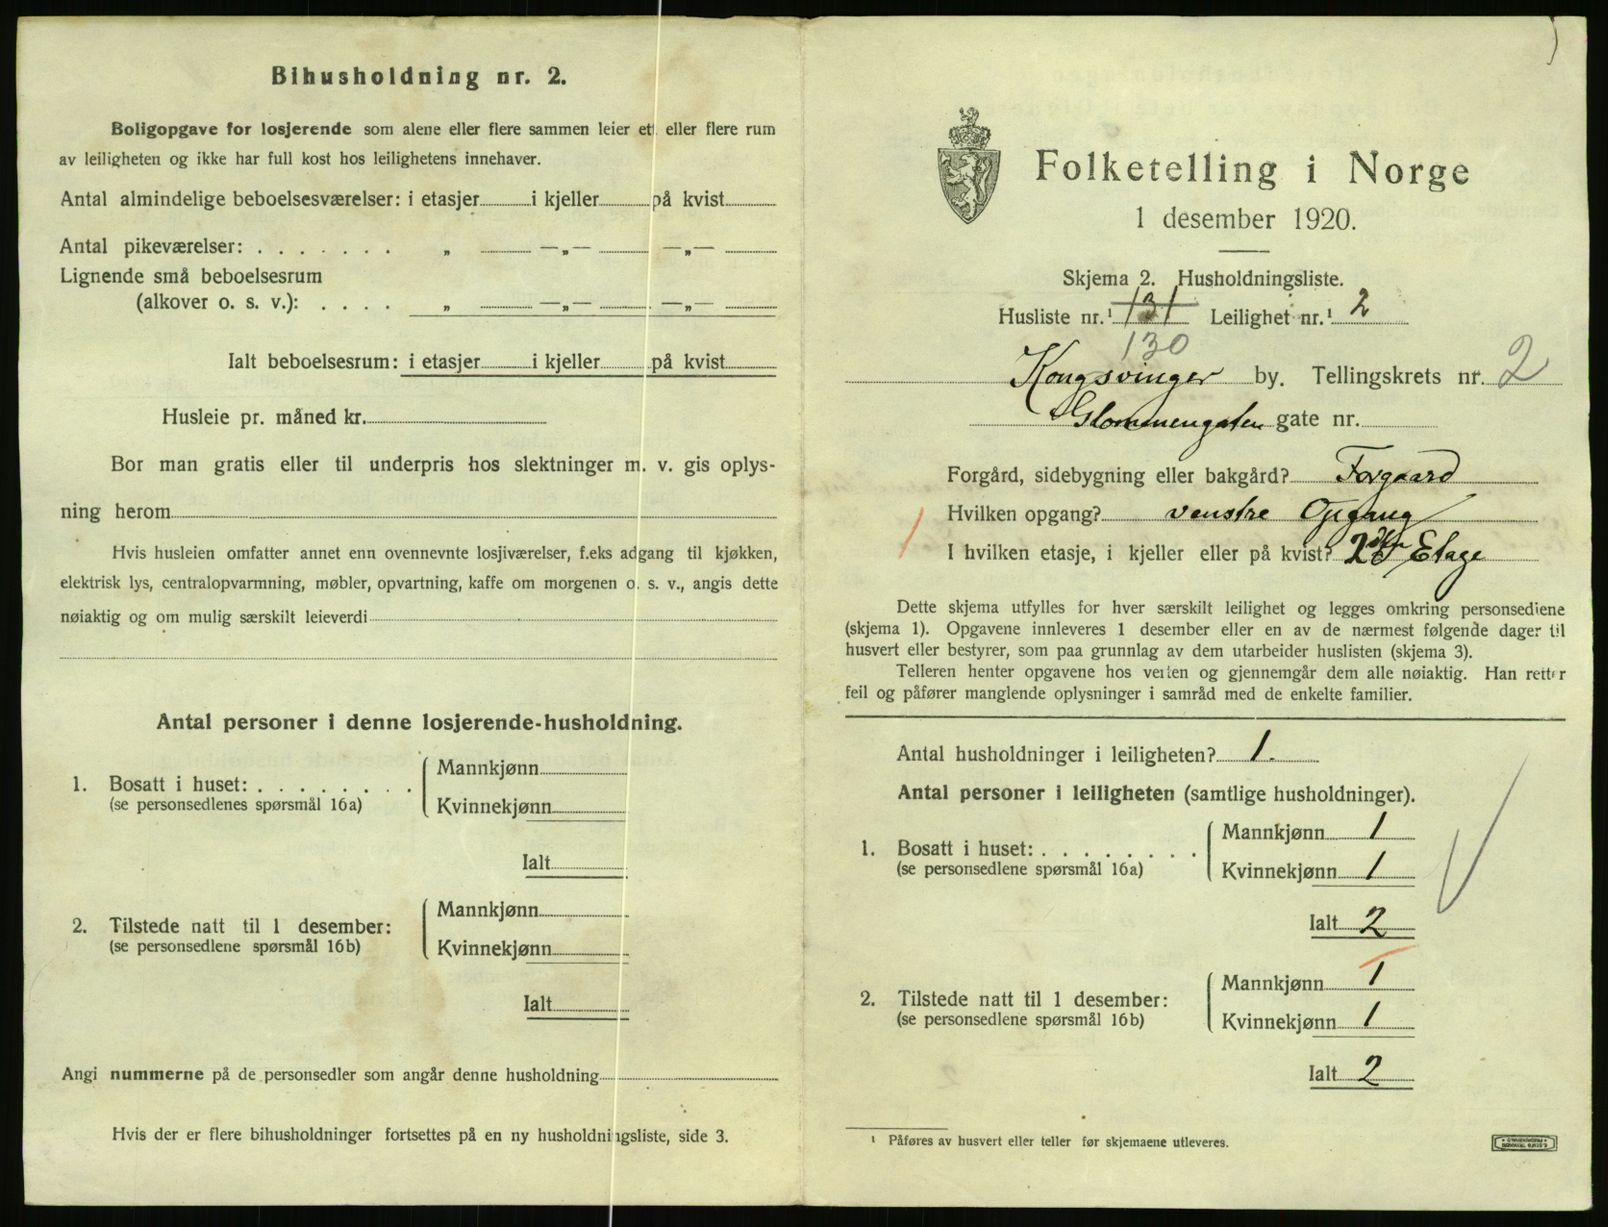 Bihusholdning nr. 2.
Boligopgave for losjerende som alene eller flere sammen leier ett eller flere rum
av leiligheten og ikke har full kost hos leilighetens innehaver.
Antal almindelige beboelsesværelser: i etasjer i kjeller på kvist
Antal pikeværelser: . . . . . . . „ —„— —„—
Lignende små beboelsesrum
(alkover o. s. v.): . . . . „ —„— —„—
Ialt beboelsesrum: i etasjer i kjeller på kvist
Husleie pr. måned kr.
Bor man gratis eller til underpris hos slektninger m. v. gis oplys-
ning herom
Hvis husleien omfatter annet enn ovennevnte losjiværelser, f.eks adgang til kjøkken,
elektrisk lys, centralopvarmning, møbler, opvartning, kaffe om morgenen o. s. v., angis dette
nøiaktig og om mulig særskilt leieverdi
Antal personer i denne losjerende-husholdning.
1. Bosatt i huset: . . . . . . . . Mannkjønn
(se personsedlenes spørsmål 16a) Kvinnekjønn
Ialt
2. Tilstede natt til 1 desember: Mannkjønn
(se personsedlene spørsmål 16b) Kvinnekjønn
Ialt
Angi nummerne på de personsedler som angår denne husholdning
Hvis der er flere bihusholdninger fortsettes på en ny husholdningsliste, side 3.
Folketelling i Norge
1 desember 1920.
Skjema 2. Husholdningsliste.
Husliste nr.¹ 131 Leilighet nr.¹ 2
130
Kongsvinger by. Tellingskrets nr. 2
Glommengaten gate nr.
Forgård, sidebygning eller bakgård? Forgaard
Hvilken opgang? venstre Opgang
1 I hvilken etasje, i kjeller eller på kvist? 2den Etage
Dette skjema utfylles for hver særskilt leilighet og legges omkring personsedlene
(skjema 1). Opgavene innleveres 1 desember eller en av de nærmest følgende dager til
husvert eller bestyrer, som paa grunnlag av dem utarbeider huslisten (skjema 3).
Telleren henter opgavene hos verten og gjennemgår dem alle nøiaktig. Han retter
feil og påfører manglende oplysninger i samråd med de enkelte familier.
Antal husholdninger i leiligheten? 1.
Antal personer i leiligheten (samtlige husholdninger).
1. Bosatt i huset: . . . . . . . . Mannkjønn 1
(se personsedlene spørsmål 16a) Kvinnekjønn 1
Ialt 2
2. Tilstede natt til 1 desember: Mannkjønn 1
(se personsedlene spørsmål 16b) Kvinnekjønn 1
Ialt 2
¹ Påføres av husvert eller teller før skjemaene utleveres.